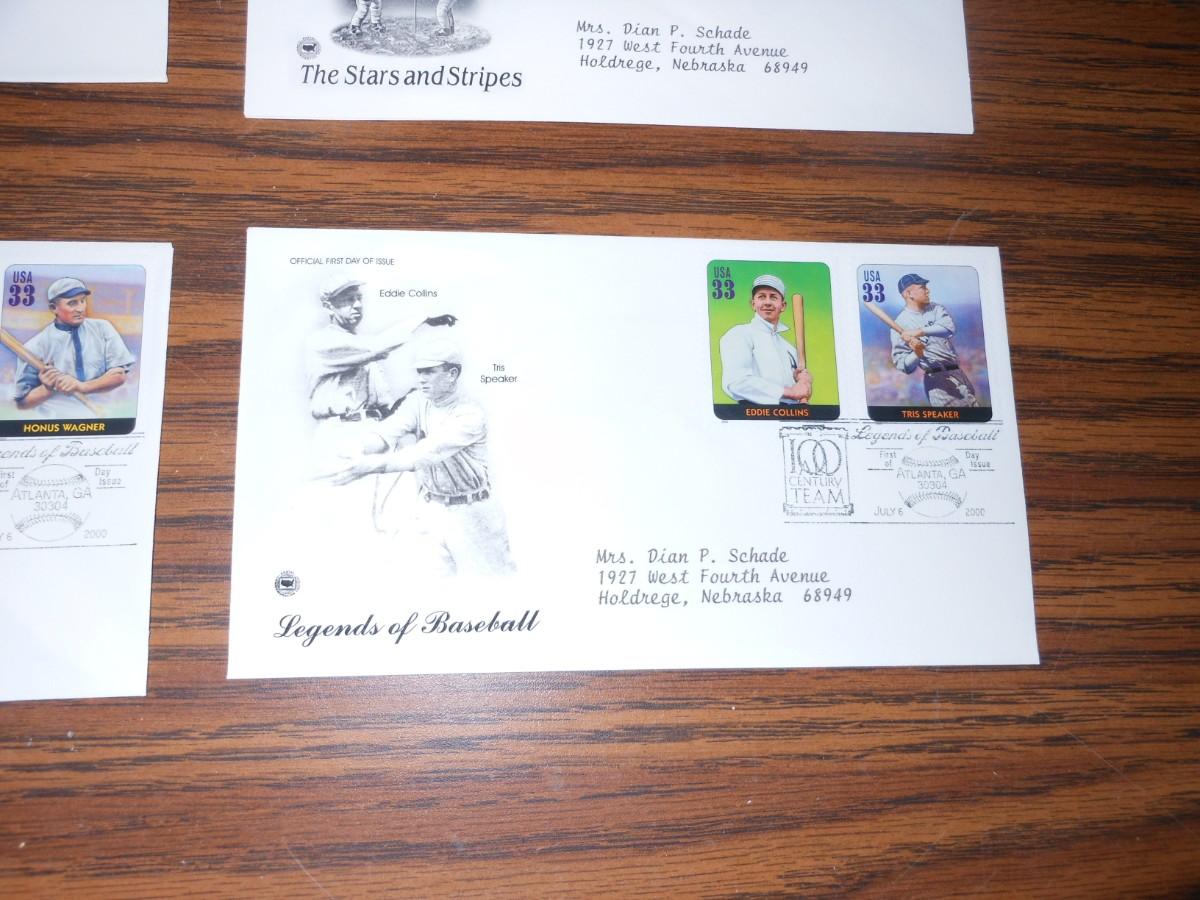 The Stars and Stripes
Mrs. Dian P. Schade
1927 West Fourth Avenue
Holdrege, Nebraska 68949
USA
33
HONUS WAGNER
Legends of Baseball
First of
Day Issue
ATLANTA, GA
30304
JULY 6
2000
OFFICIAL FIRST DAY OF ISSUE
Eddie Collins
Tris
Speaker
Legends of Baseball
USA
33
EDDIE COLLINS
USA
33
TRIS SPEAKER
100
CENTURY
TEAM
Legends of Baseball
First of
Day Issue
ATLANTA, GA
30304
JULY 6
2000
Mrs. Dian P. Schade
1927 West Fourth Avenue
Holdrege, Nebraska 68949